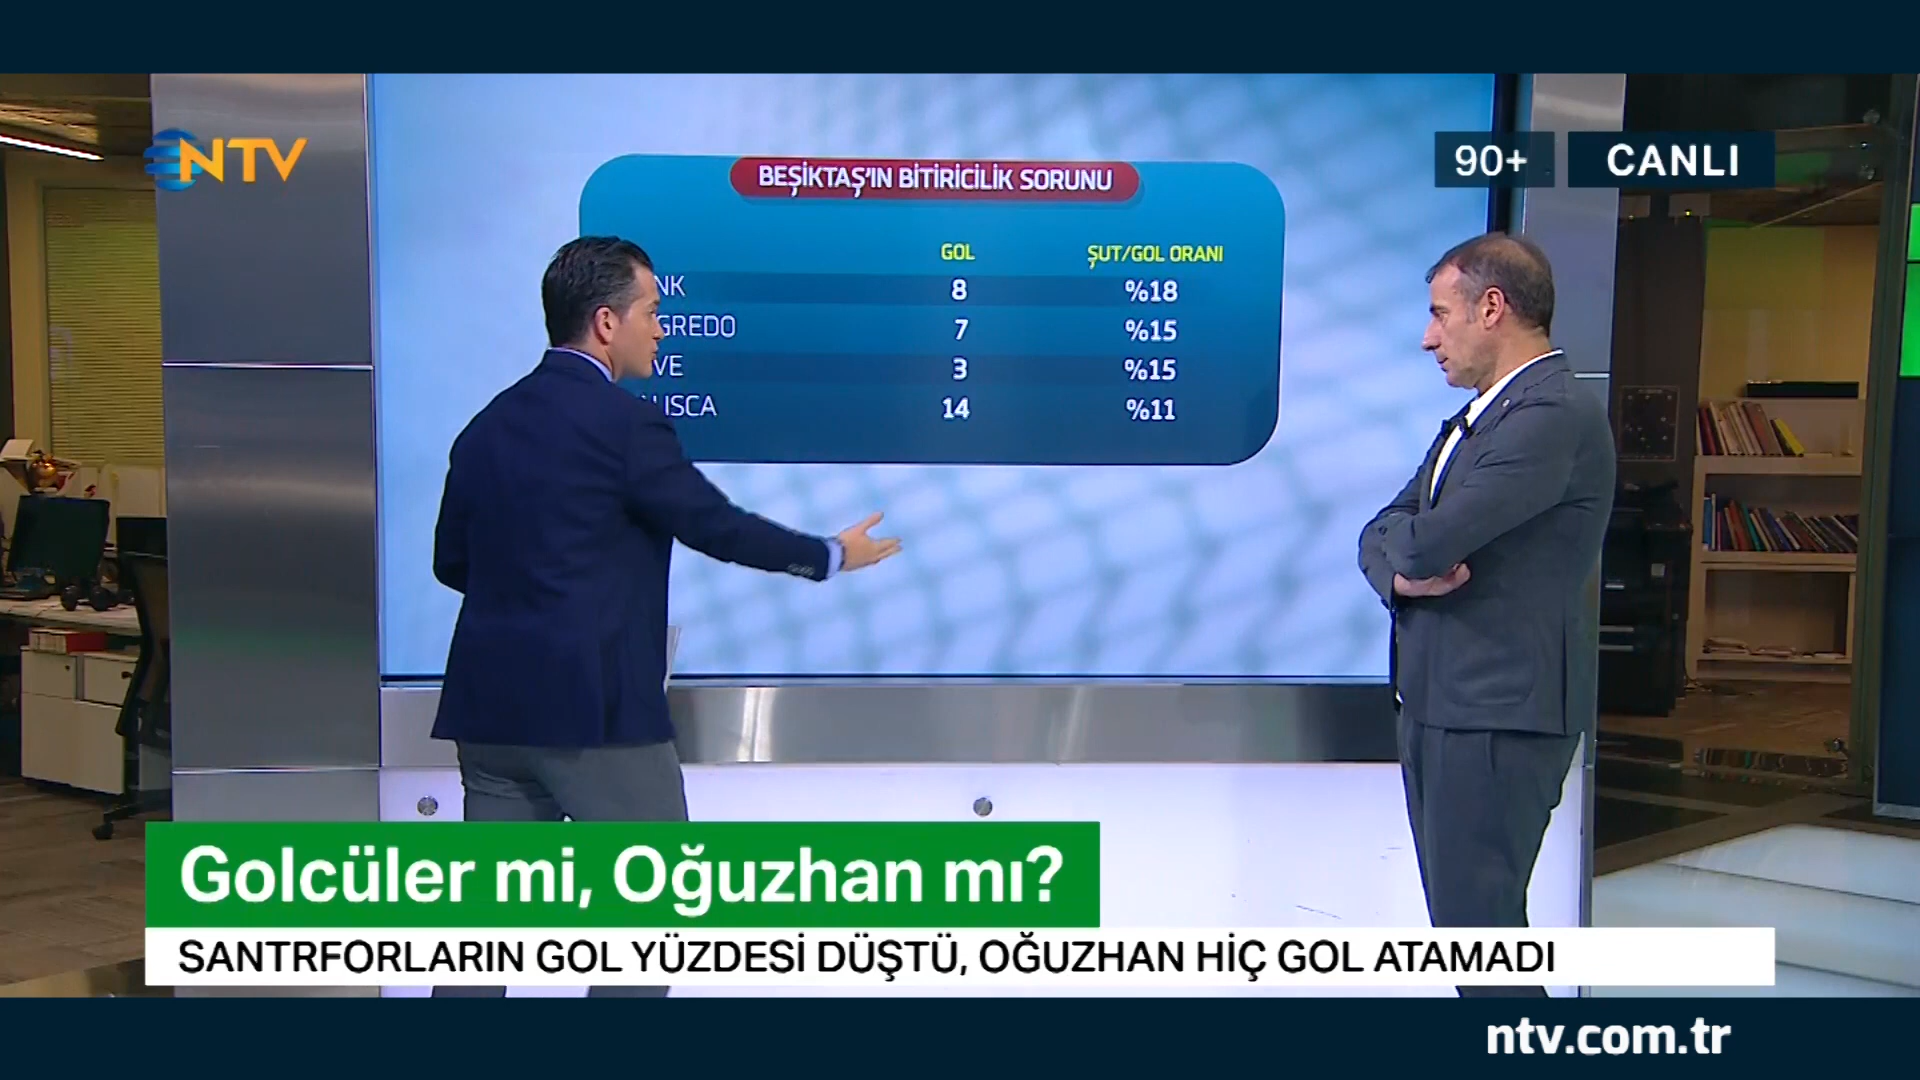 NTV
90+
CANLI
BEŞİKTAŞ'IN BİTİRİCİLİK SORUNU
GOL ŞUT/GOL ORANI
NK 8 %18
GREDO 7 %15
VE 3 %15
LISCA 14 %11
Golcüler mi, Oğuzhan mı?
SANTRFORLARIN GOL YÜZDESİ DÜŞTÜ, OĞUZHAN HİÇ GOL ATAMADI
ntv.com.tr